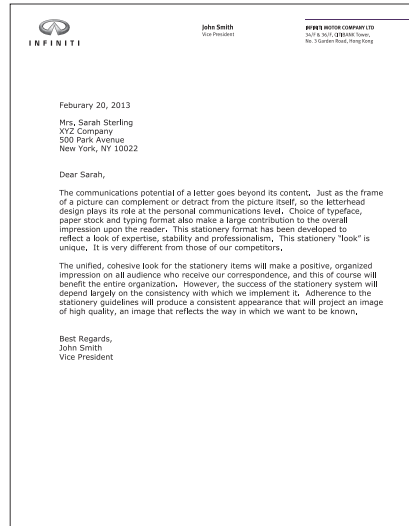 INFINITI
John Smith
Vice President
INFINITI MOTOR COMPANY LTD
34/F & 36/F, CITIBANK Tower,
No. 3 Garden Road, Hong Kong
Feburary 20, 2013
Mrs. Sarah Sterling
XYZ Company
500 Park Avenue
New York, NY 10022
Dear Sarah,
The communications potential of a letter goes beyond its content.  Just as the frame
of a picture can complement or detract from the picture itself, so the letterhead
design plays its role at the personal communications level.  Choice of typeface,
paper stock and typing format also make a large contribution to the overall
impression upon the reader.  This stationery format has been developed to
reflect a look of expertise, stability and professionalism.  This stationery “look” is
unique.  It is very different from those of our competitors.
The unified, cohesive look for the stationery items will make a positive, organized
impression on all audience who receive our correspondence, and this of course will
benefit the entire organization.  However, the success of the stationery system will
depend largely on the consistency with which we implement it.  Adherence to the
stationery guidelines will produce a consistent appearance that will project an image
of high quality, an image that reflects the way in which we want to be known.
Best Regards,
John Smith
Vice President